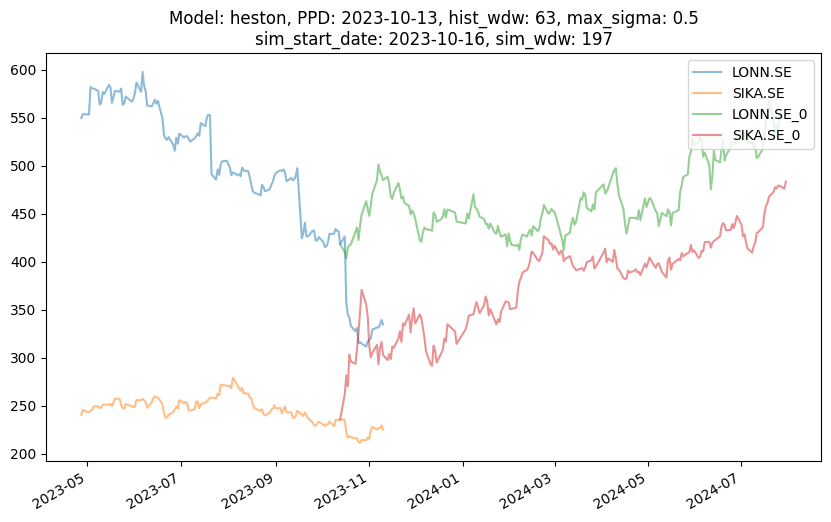 Model: heston, PPD: 2023-10-13, hist_wdw: 63, max_sigma: 0.5
sim_start_date: 2023-10-16, sim_wdw: 197
LONN.SE
SIKA.SE
LONN.SE_0
SIKA.SE_0
600
550
500
450
400
350
300
250
200
2023-05
2023-07
2023-09
2023-11
2024-01
2024-03
2024-05
2024-07